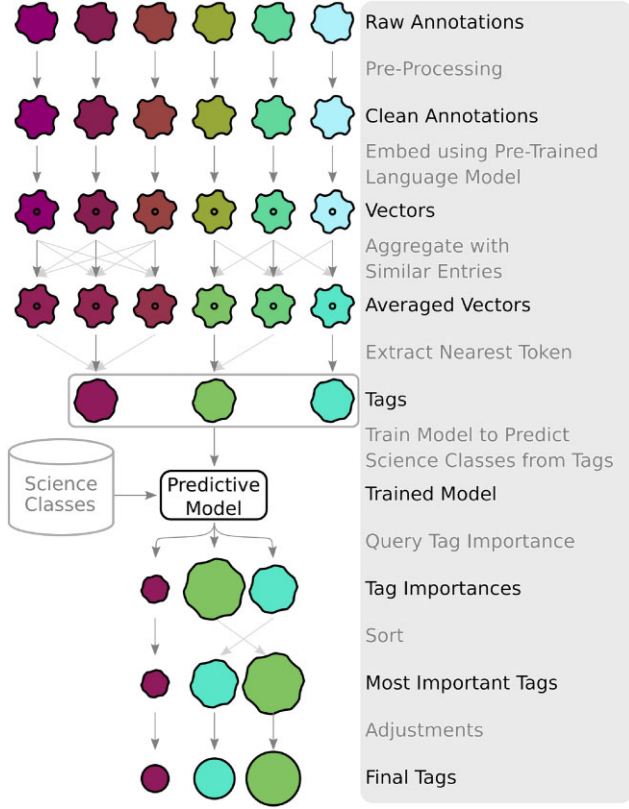 Raw Annotations
Pre-Processing
Clean Annotations
Embed using Pre-Trained
Language Model
Vectors
Aggregate with
Similar Entries
Averaged Vectors
Extract Nearest Token
Tags
Train Model to Predict
Science Classes from Tags
Science
Classes
Predictive
Model
Trained Model
Query Tag Importance
Tag Importances
Sort
Most Important Tags
Adjustments
Final Tags